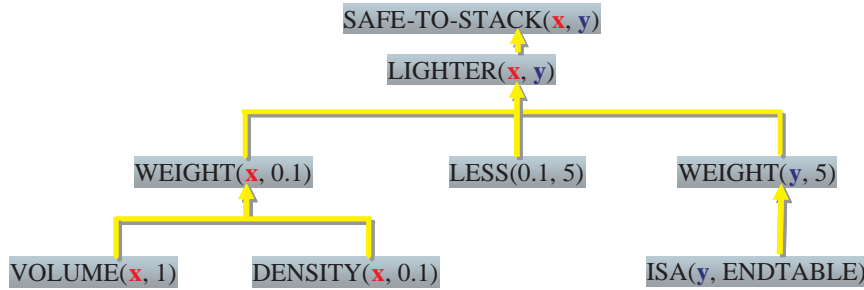 SAFE-TO-STACK(x, y)
LIGHTER(x, y)
WEIGHT(x, 0.1) LESS(0.1, 5) WEIGHT(y, 5)
VOLUME(x, 1) DENSITY(x, 0.1) ISA(y, ENDTABLE)